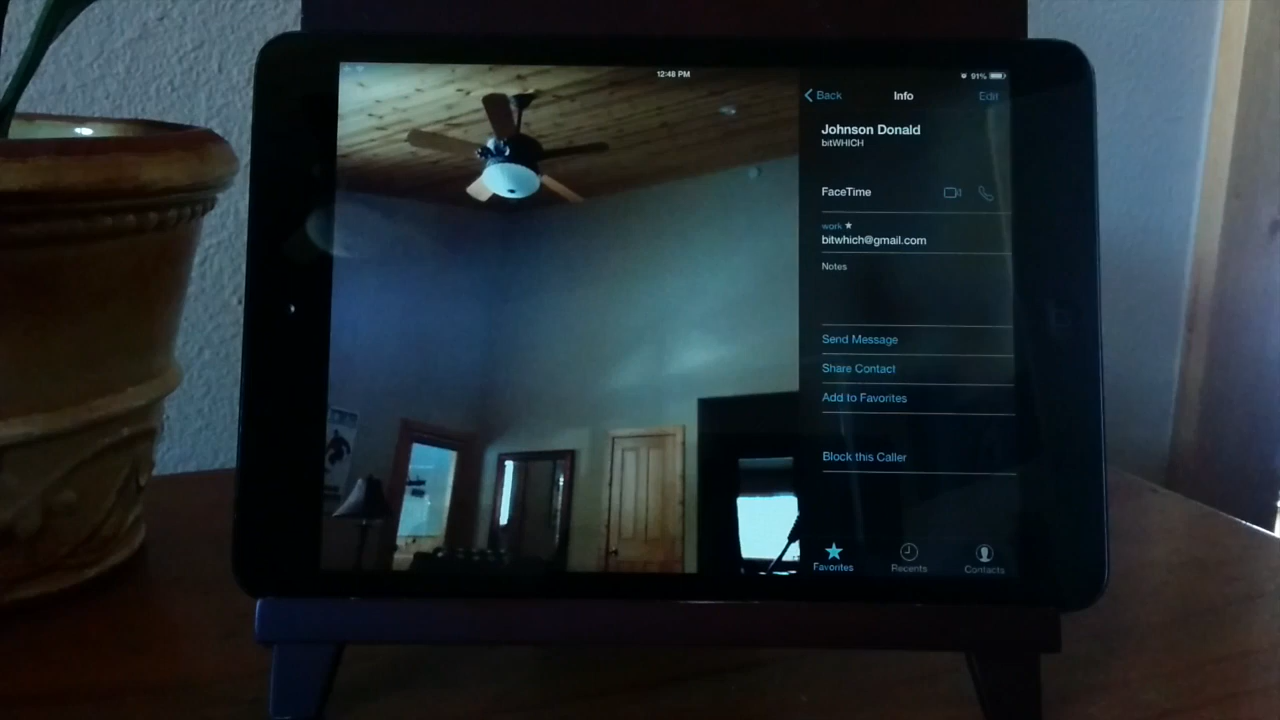 12:48 PM
91%
Back
Info
Edit
Johnson Donald
bitWHICH
FaceTime
work ★
bitwhich@gmail.com
Notes
Send Message
Share Contact
Add to Favorites
Block this Caller
Favorites
Recents
Contacts